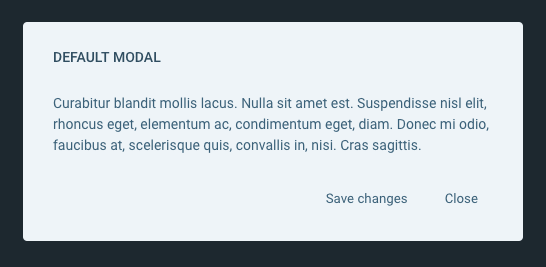 DEFAULT MODAL
Curabitur blandit mollis lacus. Nulla sit amet est. Suspendisse nisl elit,
rhoncus eget, elementum ac, condimentum eget, diam. Donec mi odio,
faucibus at, scelerisque quis, convallis in, nisi. Cras sagittis.
Save changes Close